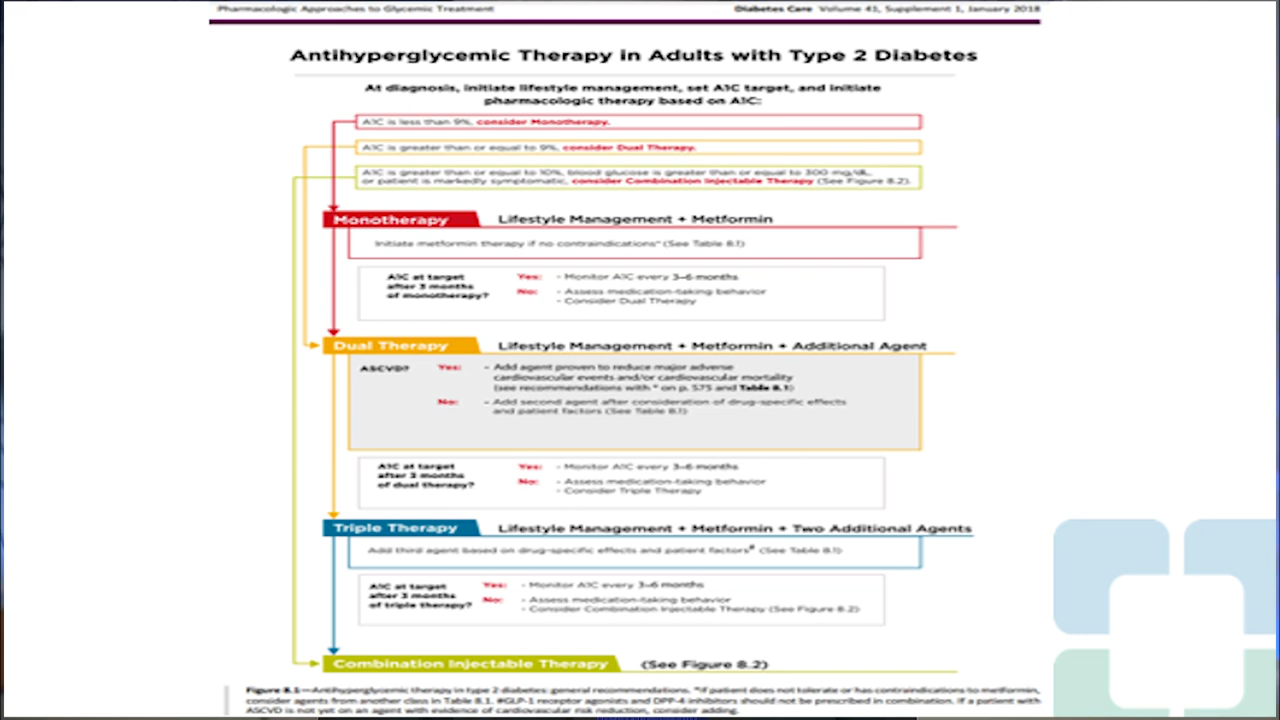 Pharmacologic Approaches to Glycemic Treatment
Diabetes Care Volume 41, Supplement 1, January 2018
Antihyperglycemic Therapy in Adults with Type 2 Diabetes
At diagnosis, initiate lifestyle management, set A1C target, and initiate
pharmacologic therapy based on A1C:
A1C is less than 9%, consider Monotherapy.
A1C is greater than or equal to 9%, consider Dual Therapy.
A1C is greater than or equal to 10%, blood glucose is greater than or equal to 300 mg/dL,
or patient is markedly symptomatic, consider Combination Injectable Therapy (See Figure 8.2).
Monotherapy
Lifestyle Management + Metformin
Initiate metformin therapy if no contraindications* (See Table 8.1)
A1C at target
after 3 months
of monotherapy?
Yes: - Monitor A1C every 3–6 months
No: - Assess medication-taking behavior
- Consider Dual Therapy
Dual Therapy
Lifestyle Management + Metformin + Additional Agent
ASCVD?
Yes: - Add agent proven to reduce major adverse
cardiovascular events and/or cardiovascular mortality
(see recommendations with * on p. S75 and Table 8.1)
No: - Add second agent after consideration of drug-specific effects
and patient factors (See Table 8.1)
A1C at target
after 3 months
of dual therapy?
Yes: - Monitor A1C every 3–6 months
No: - Assess medication-taking behavior
- Consider Triple Therapy
Triple Therapy
Lifestyle Management + Metformin + Two Additional Agents
Add third agent based on drug-specific effects and patient factors# (See Table 8.1)
A1C at target
after 3 months
of triple therapy?
Yes: - Monitor A1C every 3–6 months
No: - Assess medication-taking behavior
- Consider Combination Injectable Therapy (See Figure 8.2)
Combination Injectable Therapy
(See Figure 8.2)
Figure 8.1—Antihyperglycemic therapy in type 2 diabetes: general recommendations. *If patient does not tolerate or has contraindications to metformin,
consider agents from another class in Table 8.1. #GLP-1 receptor agonists and DPP-4 inhibitors should not be prescribed in combination. If a patient with
ASCVD is not yet on an agent with evidence of cardiovascular risk reduction, consider adding.